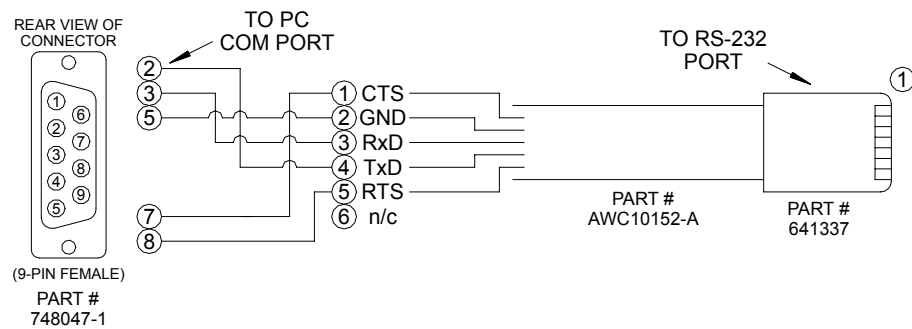 REAR VIEW OF
CONNECTOR
1
2
3
4
5
6
7
8
9
(9-PIN FEMALE)
PART #
748047-1
TO PC
COM PORT
2
3
5
7
8
1 CTS
2 GND
3 RxD
4 TxD
5 RTS
6 n/c
TO RS-232
PORT
1
PART #
AWC10152-A
PART #
641337